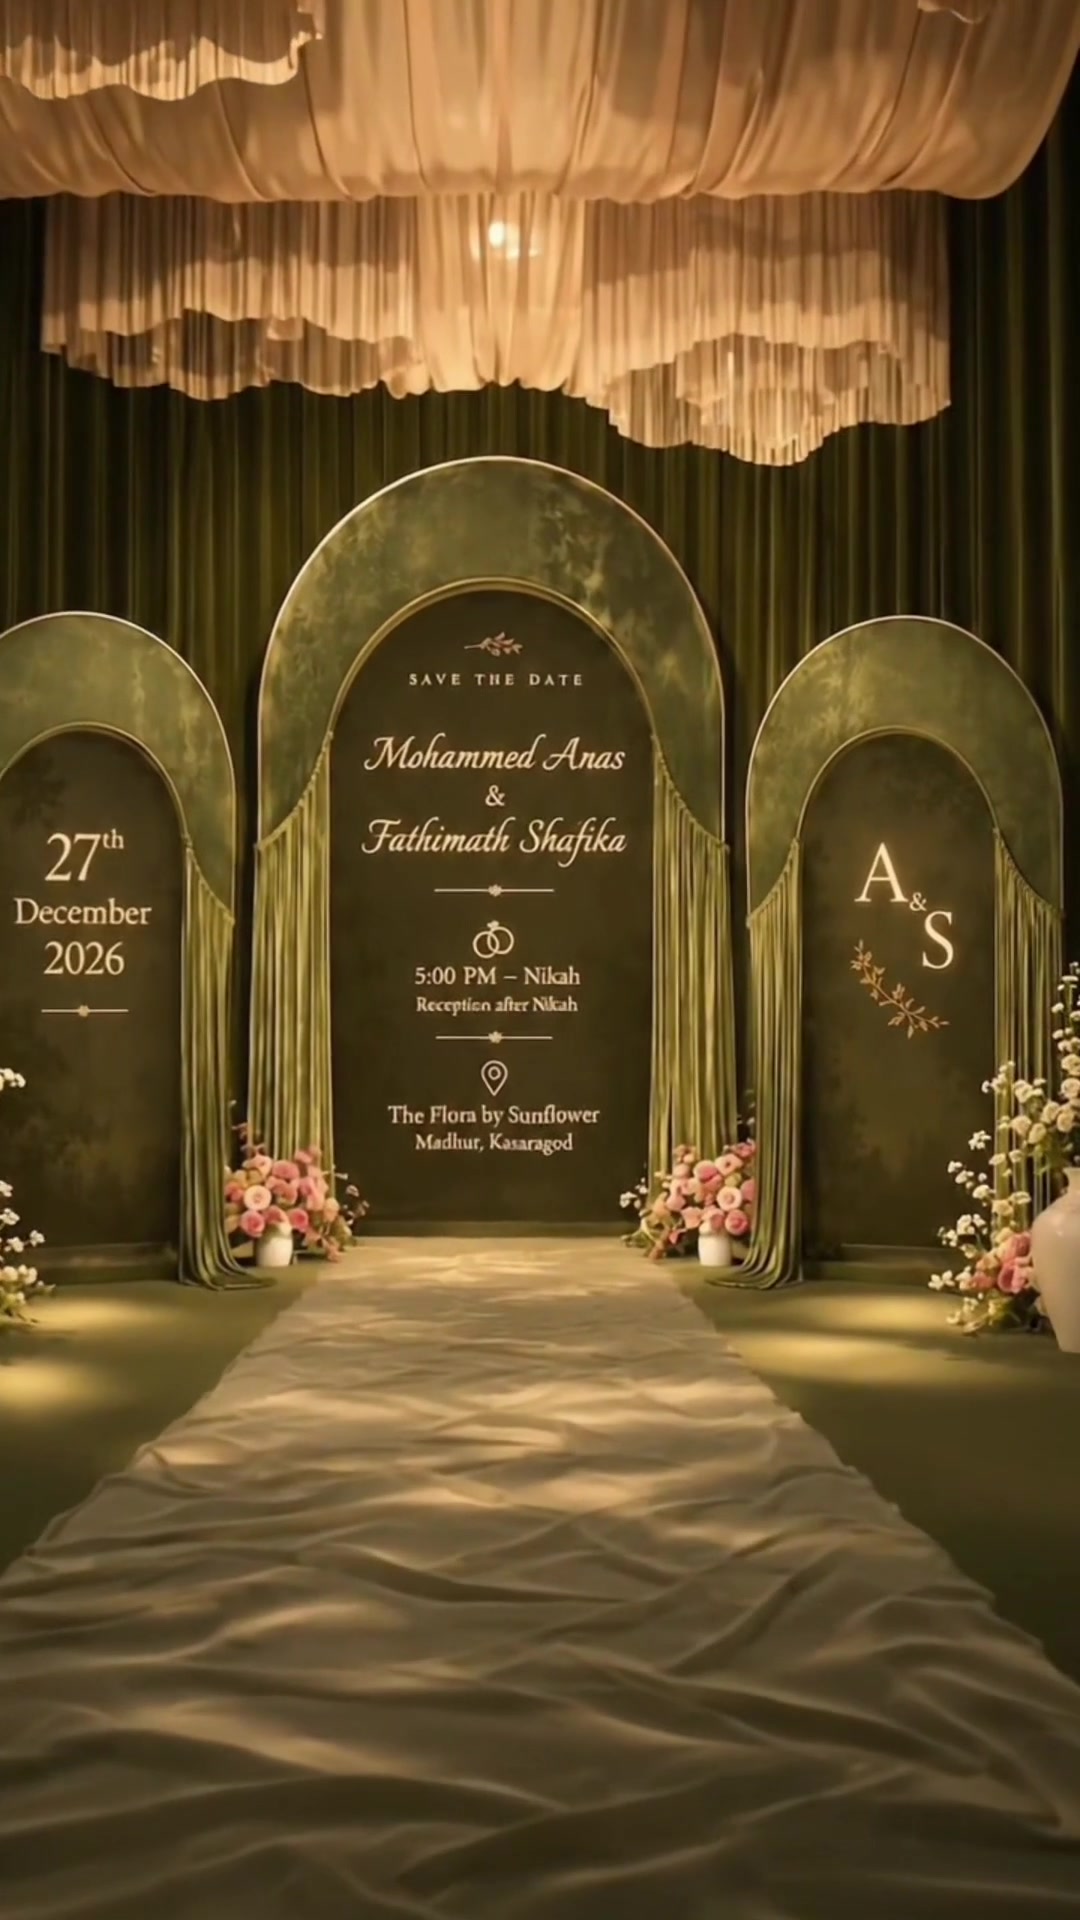 27th
December
2026
SAVE THE DATE
Mohammed Anas
&
Fathimath Shafika
5:00 PM – Nikah
Reception after Nikah
The Flora by Sunflower
Madhur, Kasaragod
A
&
S